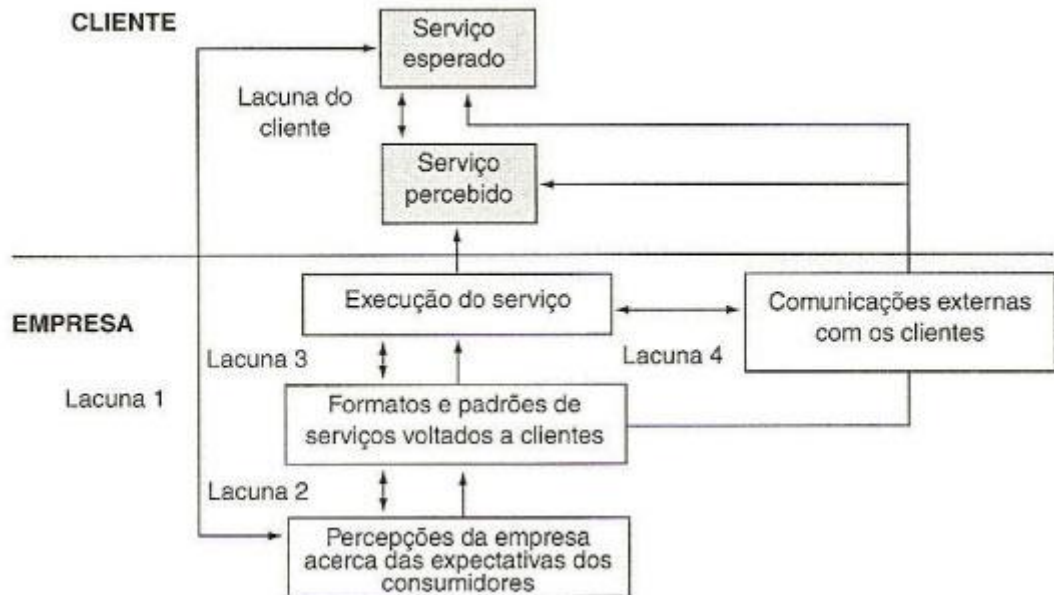 CLIENTE
Serviço
esperado
Lacuna do
cliente
Serviço
percebido
EMPRESA
Execução do serviço
Comunicações externas
com os clientes
Lacuna 3
Lacuna 4
Lacuna 1
Formatos e padrões de
serviços voltados a clientes
Lacuna 2
Percepções da empresa
acerca das expectativas dos
consumidores